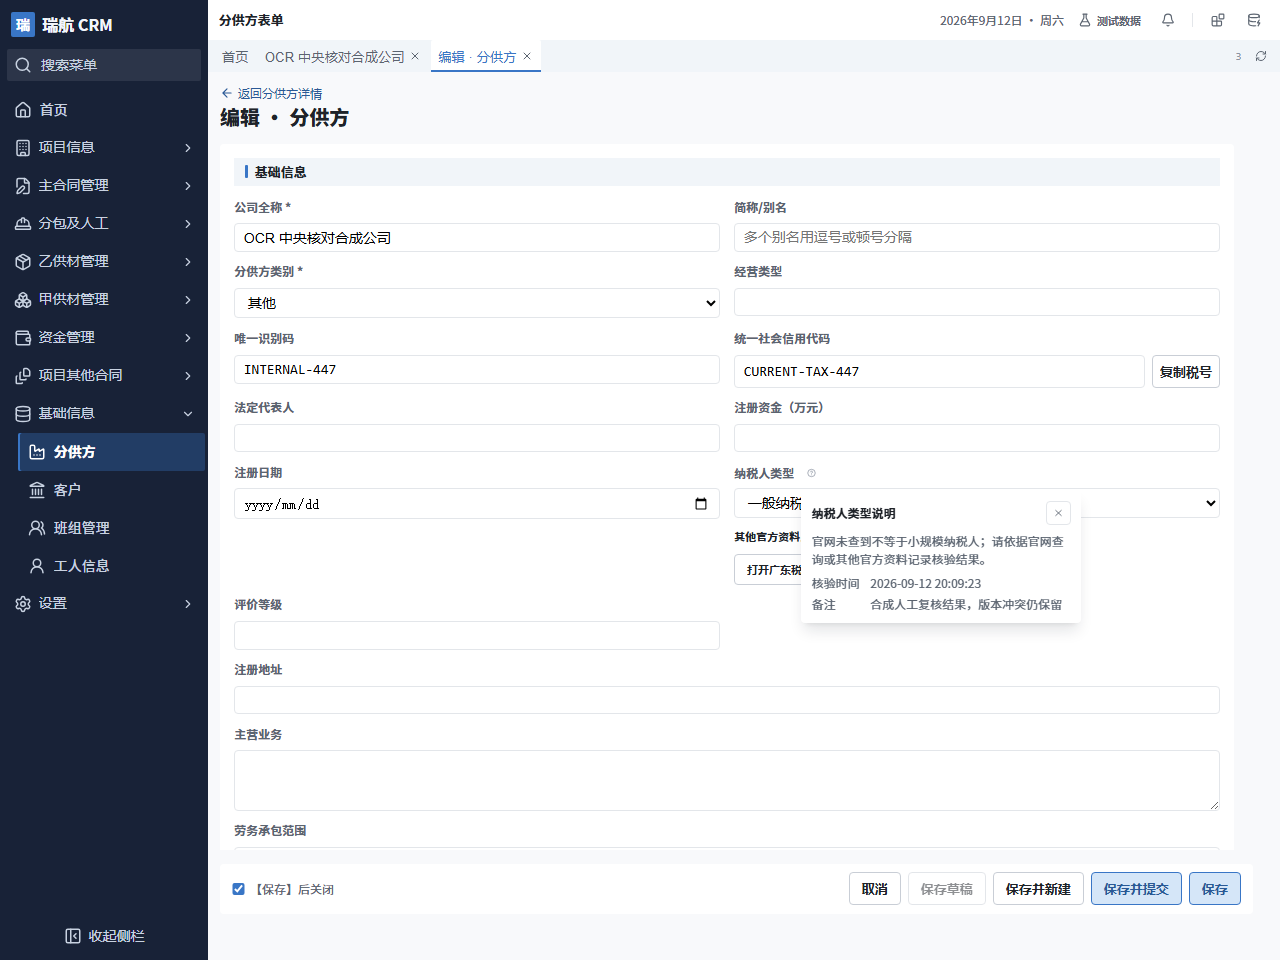 瑞 瑞航 CRM
搜索菜单
首页
项目信息
主合同管理
分包及人工
乙供材管理
甲供材管理
资金管理
项目其他合同
基础信息
分供方
客户
班组管理
工人信息
设置
收起侧栏
分供方表单
2026年9月12日 · 周六 测试数据
首页 OCR 中央核对合成公司 × 编辑 · 分供方 ×
3
← 返回分供方详情
编辑 · 分供方
基础信息
公司全称 * 简称/别名
OCR 中央核对合成公司 多个别名用逗号或顿号分隔
分供方类别 * 经营类型
其他
唯一识别码 统一社会信用代码
INTERNAL-447 CURRENT-TAX-447 复制税号
法定代表人 注册资金（万元）
注册日期 纳税人类型
yyyy/mm/dd 一般纳税
其他官方资料
打开广东税
纳税人类型说明 ×
官网未查到不等于小规模纳税人；请依据官网查
询或其他官方资料记录核验结果。
核验时间 2026-09-12 20:09:23
备注 合成人工复核结果，版本冲突仍保留
评价等级
注册地址
主营业务
劳务承包范围
【保存】后关闭 取消 保存草稿 保存并新建 保存并提交 保存